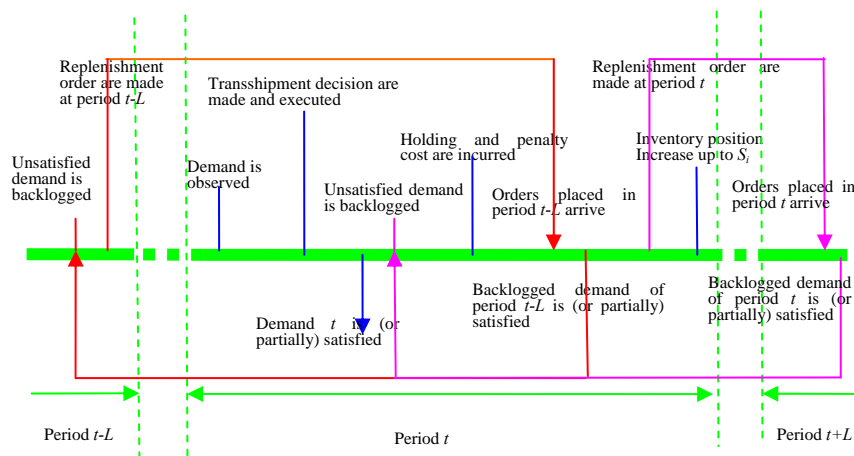 Replenishment
order are made
at period t-L
Transshipment decision are
made and executed
Replenishment order are
made at period t
Holding and penalty
cost are incurred
Inventory position
Increase up to Si
Unsatisfied
demand is
backlogged
Demand is
observed
Unsatisfied demand
is backlogged
Orders placed in
period t-L arrive
Orders placed in
period t arrive
Demand t is (or
partially) satisfied
Backlogged demand of
period t-L is (or partially)
satisfied
Backlogged demand
of period t is (or
partially) satisfied
Period t-L
Period t
Period t+L